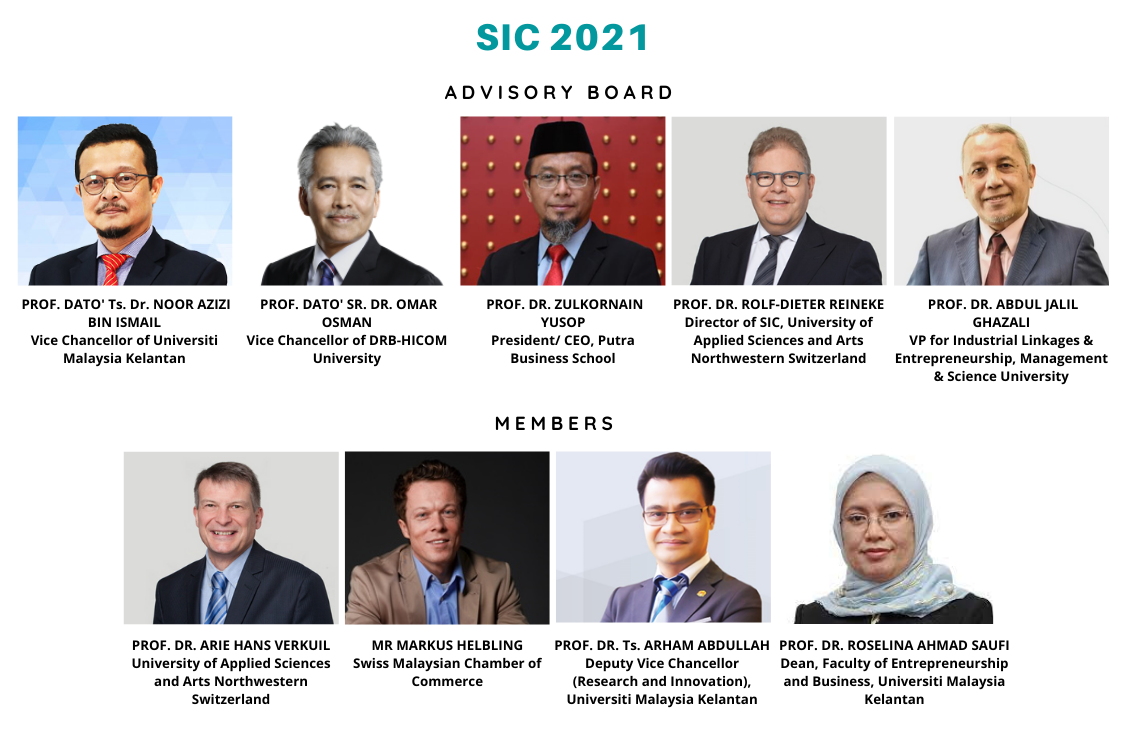 SIC 2021
ADVISORY BOARD
PROF. DATO' Ts. Dr. NOOR AZIZI
BIN ISMAIL
Vice Chancellor of Universiti
Malaysia Kelantan
PROF. DATO' SR. DR. OMAR
OSMAN
Vice Chancellor of DRB-HICOM
University
PROF. DR. ZULKORNAIN
YUSOP
President/ CEO, Putra
Business School
PROF. DR. ROLF-DIETER REINEKE
Director of SIC, University of
Applied Sciences and Arts
Northwestern Switzerland
PROF. DR. ABDUL JALIL
GHAZALI
VP for Industrial Linkages &
Entrepreneurship, Management
& Science University
MEMBERS
PROF. DR. ARIE HANS VERKUIL
University of Applied Sciences
and Arts Northwestern
Switzerland
MR MARKUS HELBLING
Swiss Malaysian Chamber of
Commerce
PROF. DR. Ts. ARHAM ABDULLAH
Deputy Vice Chancellor
(Research and Innovation),
Universiti Malaysia Kelantan
PROF. DR. ROSELINA AHMAD SAUFI
Dean, Faculty of Entrepreneurship
and Business, Universiti Malaysia
Kelantan